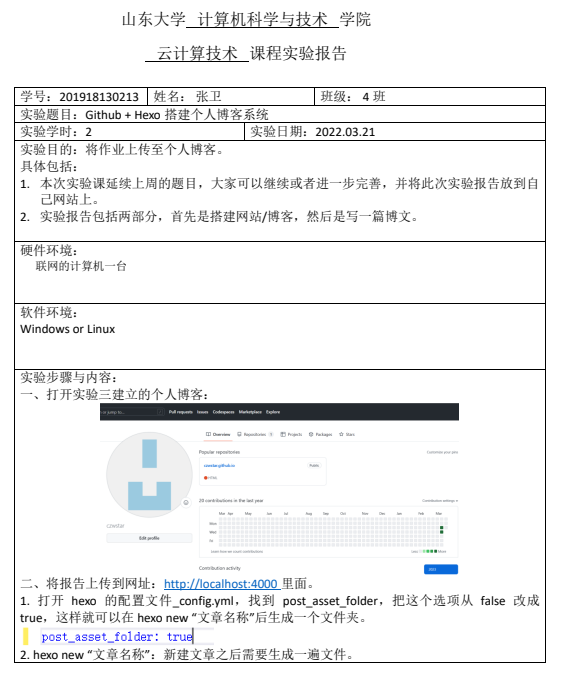 山东大学 计算机科学与技术 学院
云计算技术 课程实验报告
学号：201918130213 姓名： 张卫 班级： 4 班
实验题目：Github + Hexo 搭建个人博客系统
实验学时：2 实验日期：2022.03.21
实验目的：将作业上传至个人博客。
具体包括：
1. 本次实验课延续上周的题目，大家可以继续或者进一步完善，并将此次实验报告放到自
己网站上。
2. 实验报告包括两部分，首先是搭建网站/博客，然后是写一篇博文。
硬件环境：
联网的计算机一台
软件环境：
Windows or Linux
实验步骤与内容：
一、打开实验三建立的个人博客：
or jump to... / Pull requests Issues Codespaces Marketplace Explore
Overview Repositories 1 Projects Packages Stars
Popular repositories Customize your pins
Public
HTML
20 contributions in the last year Contribution settings
Mar Apr May Jun Jul Aug Sep Oct Nov Dec Jan Feb Mar
Mon
Wed
Fri
Learn how we count contributions Less More
czwstar
Edit profile
Contribution activity 2022
二、将报告上传到网址：http://localhost:4000 里面。
1. 打开 hexo 的配置文件_config.yml，找到 post_asset_folder，把这个选项从 false 改成
true，这样就可以在 hexo new “文章名称”后生成一个文件夹。
post_asset_folder: true
2. hexo new “文章名称”：新建文章之后需要生成一遍文件。